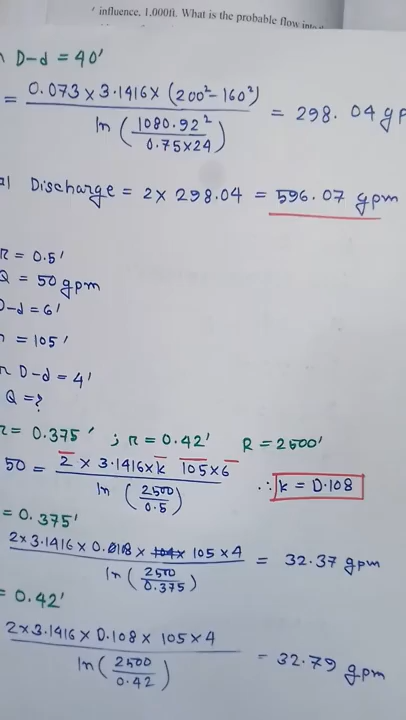 influence, 1,000ft. What is the probable flow
D-d = 40'
= 0.073 x 3.1416 x (200² - 160²) / ln (1080.92² / 0.75x24) = 298.04 gp
Discharge = 2 x 298.04 = 596.07 gpm
r = 0.5'
Q = 50 gpm
D-d = 6'
= 105'
D-d = 4'
Q = ?
r = 0.375' ; r = 0.42' R = 2500'
50 = 2 x 3.1416 x k 105 x 6 / ln (2500 / 0.5) ∴ k = 0.108
= 0.375'
2 x 3.1416 x 0.108 x 105 x 4 / ln (2500 / 0.375) = 32.37 gpm
= 0.42'
2 x 3.1416 x 0.108 x 105 x 4 / ln (2500 / 0.42) = 32.79 gpm